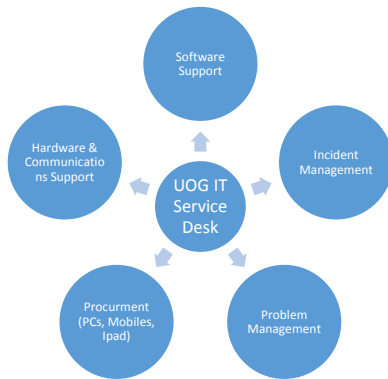 Software
Support
Hardware &
Communicatio
ns Support
Incident
Management
UOG IT
Service
Desk
Procurment
(PCs, Mobiles,
Ipad)
Problem
Management